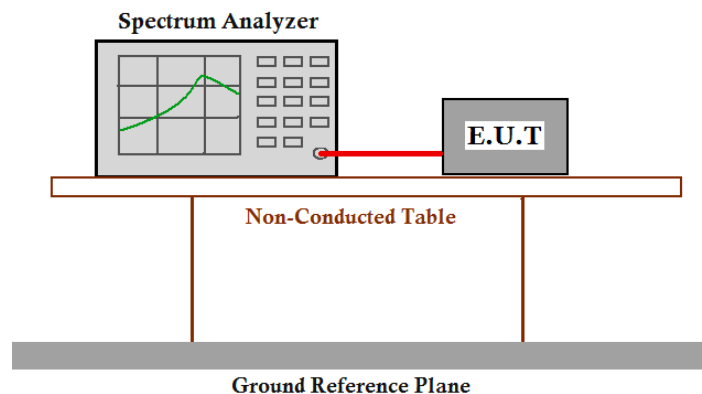 Spectrum Analyzer
E.U.T
Non-Conducted Table
Ground Reference Plane